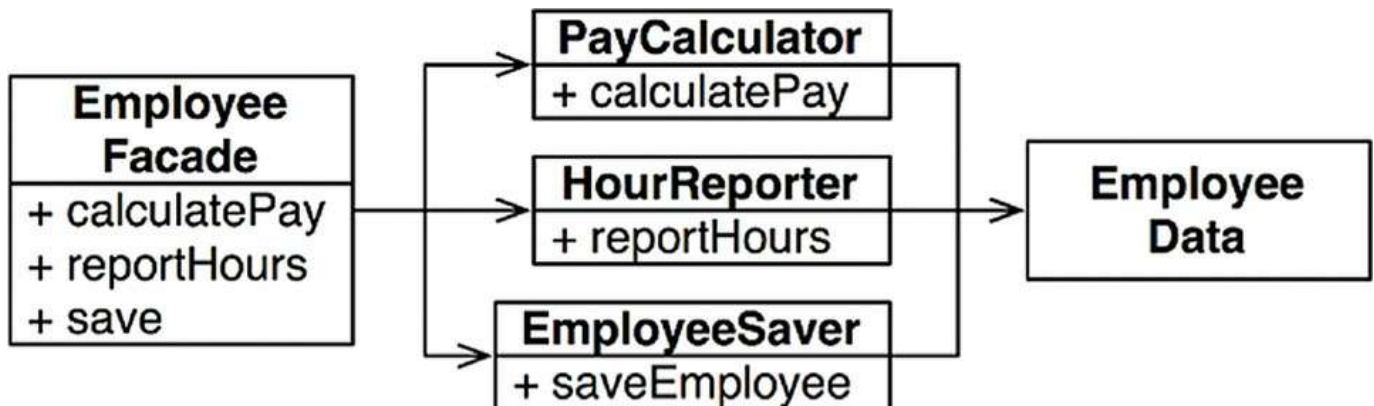 Employee
Facade
+ calculatePay
+ reportHours
+ save
PayCalculator
+ calculatePay
HourReporter
+ reportHours
EmployeeSaver
+ saveEmployee
Employee
Data